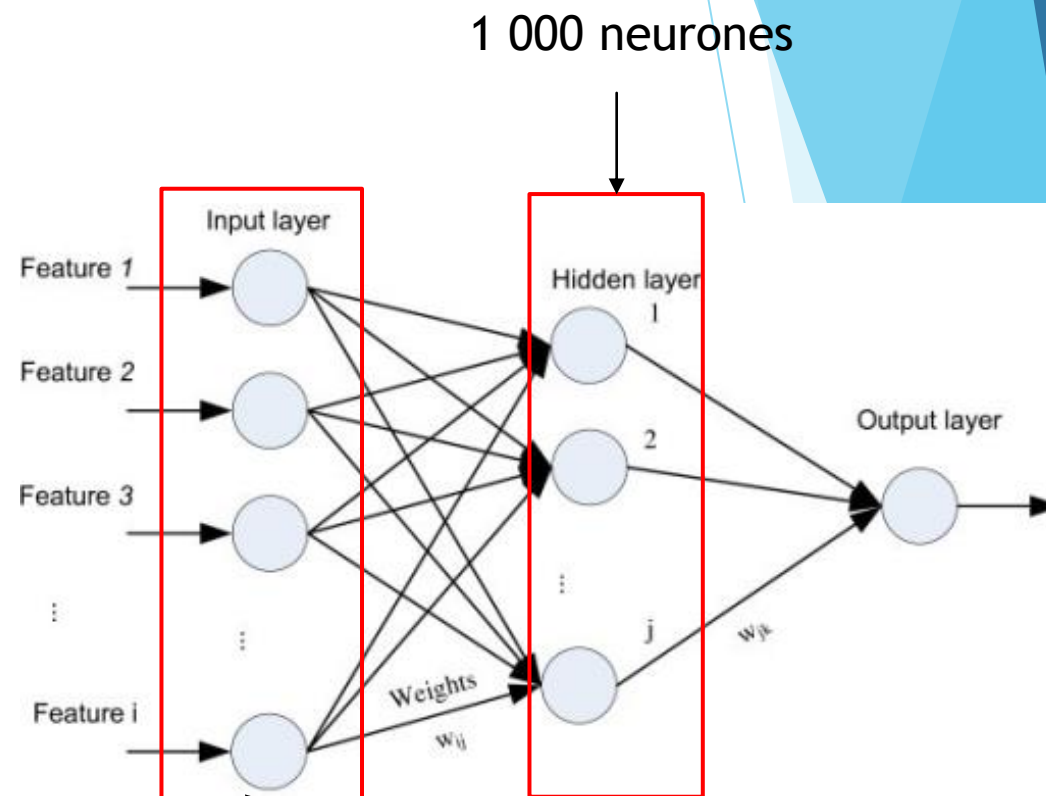 1 000 neurones
Input layer
Feature 1
Hidden layer
1
Feature 2
Output layer
2
Feature 3
⋮
⋮
⋮
j
w_jk
Weights
Feature i
w_ij